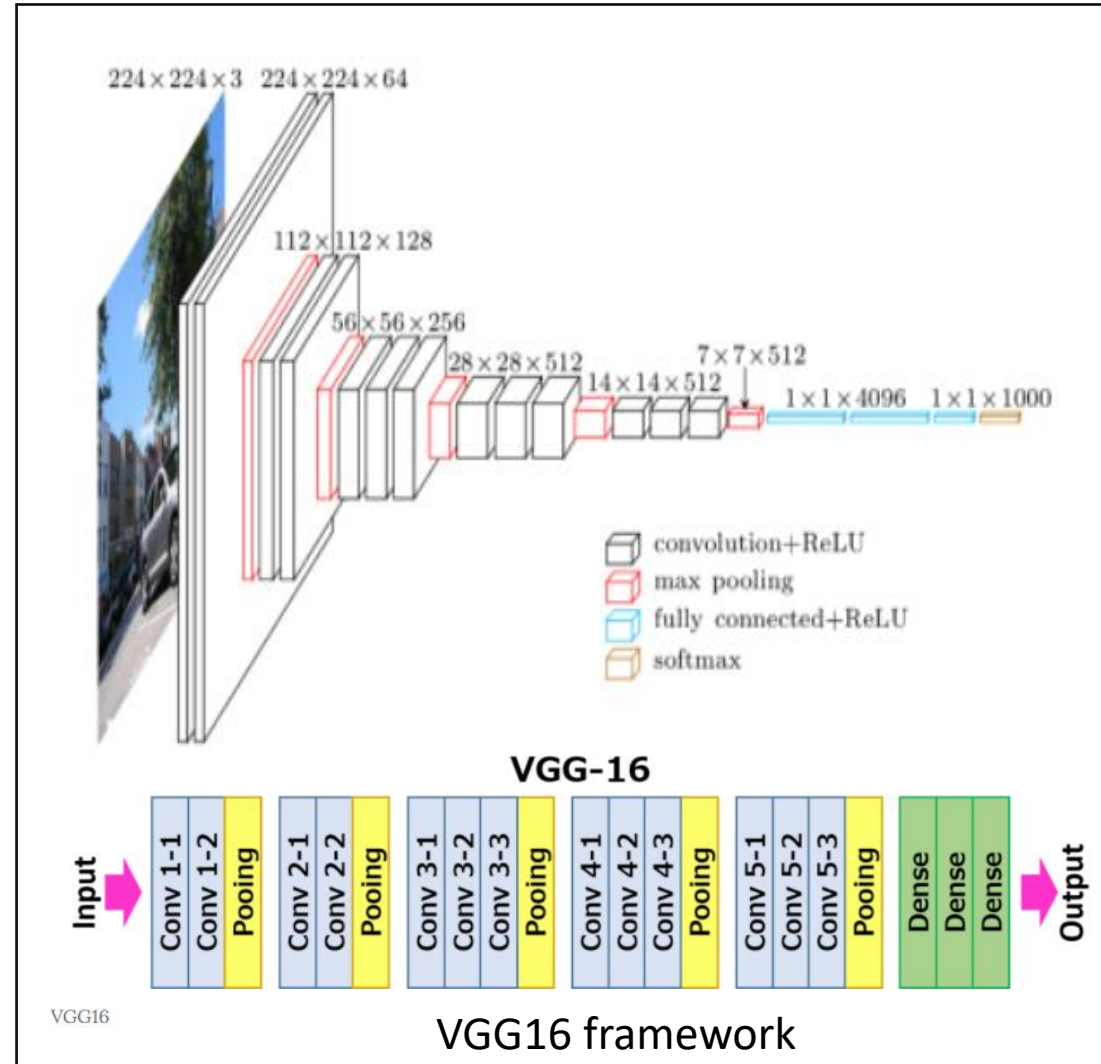 224×224×3 224×224×64
112×112×128
56×56×256
28×28×512
14×14×512
7×7×512
1×1×4096 1×1×1000
convolution+ReLU
max pooling
fully connected+ReLU
softmax
VGG-16
Input
Conv 1-1
Conv 1-2
Pooing
Conv 2-1
Conv 2-2
Pooing
Conv 3-1
Conv 3-2
Conv 3-3
Pooing
Conv 4-1
Conv 4-2
Conv 4-3
Pooing
Conv 5-1
Conv 5-2
Conv 5-3
Pooing
Dense
Dense
Dense
Output
VGG16
VGG16 framework